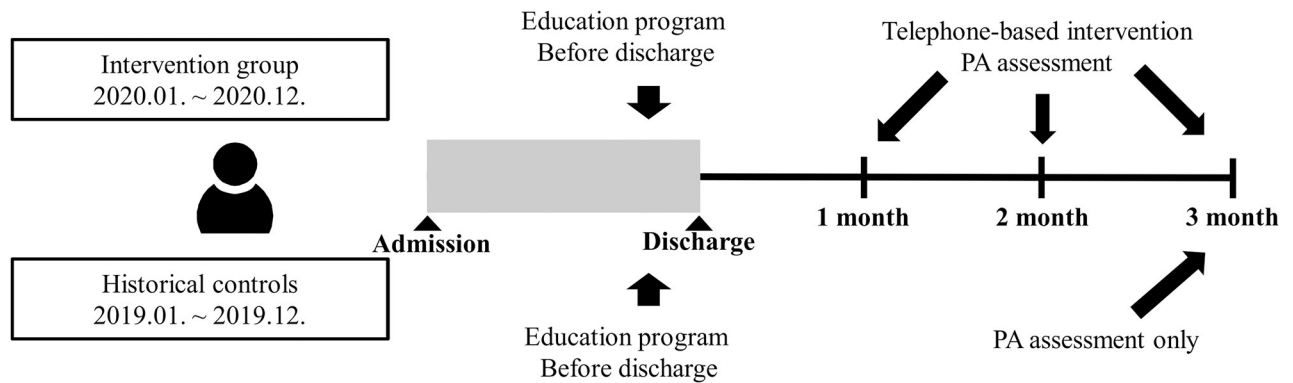 Intervention group
2020.01. ~ 2020.12.
Education program
Before discharge
Telephone-based intervention
PA assessment
1 month
2 month
3 month
Admission
Discharge
Historical controls
2019.01. ~ 2019.12.
Education program
Before discharge
PA assessment only